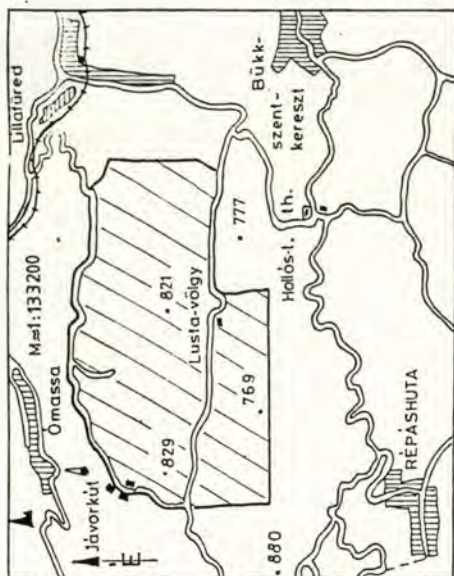 Lillafüred
M=1:133200
Ómassa
Jávorkút
É
829
821
Lusta-völgy
769
777
880
Bükk-
szent-
kereszt
Hollós-t. th.
RÉPÁSHUTA